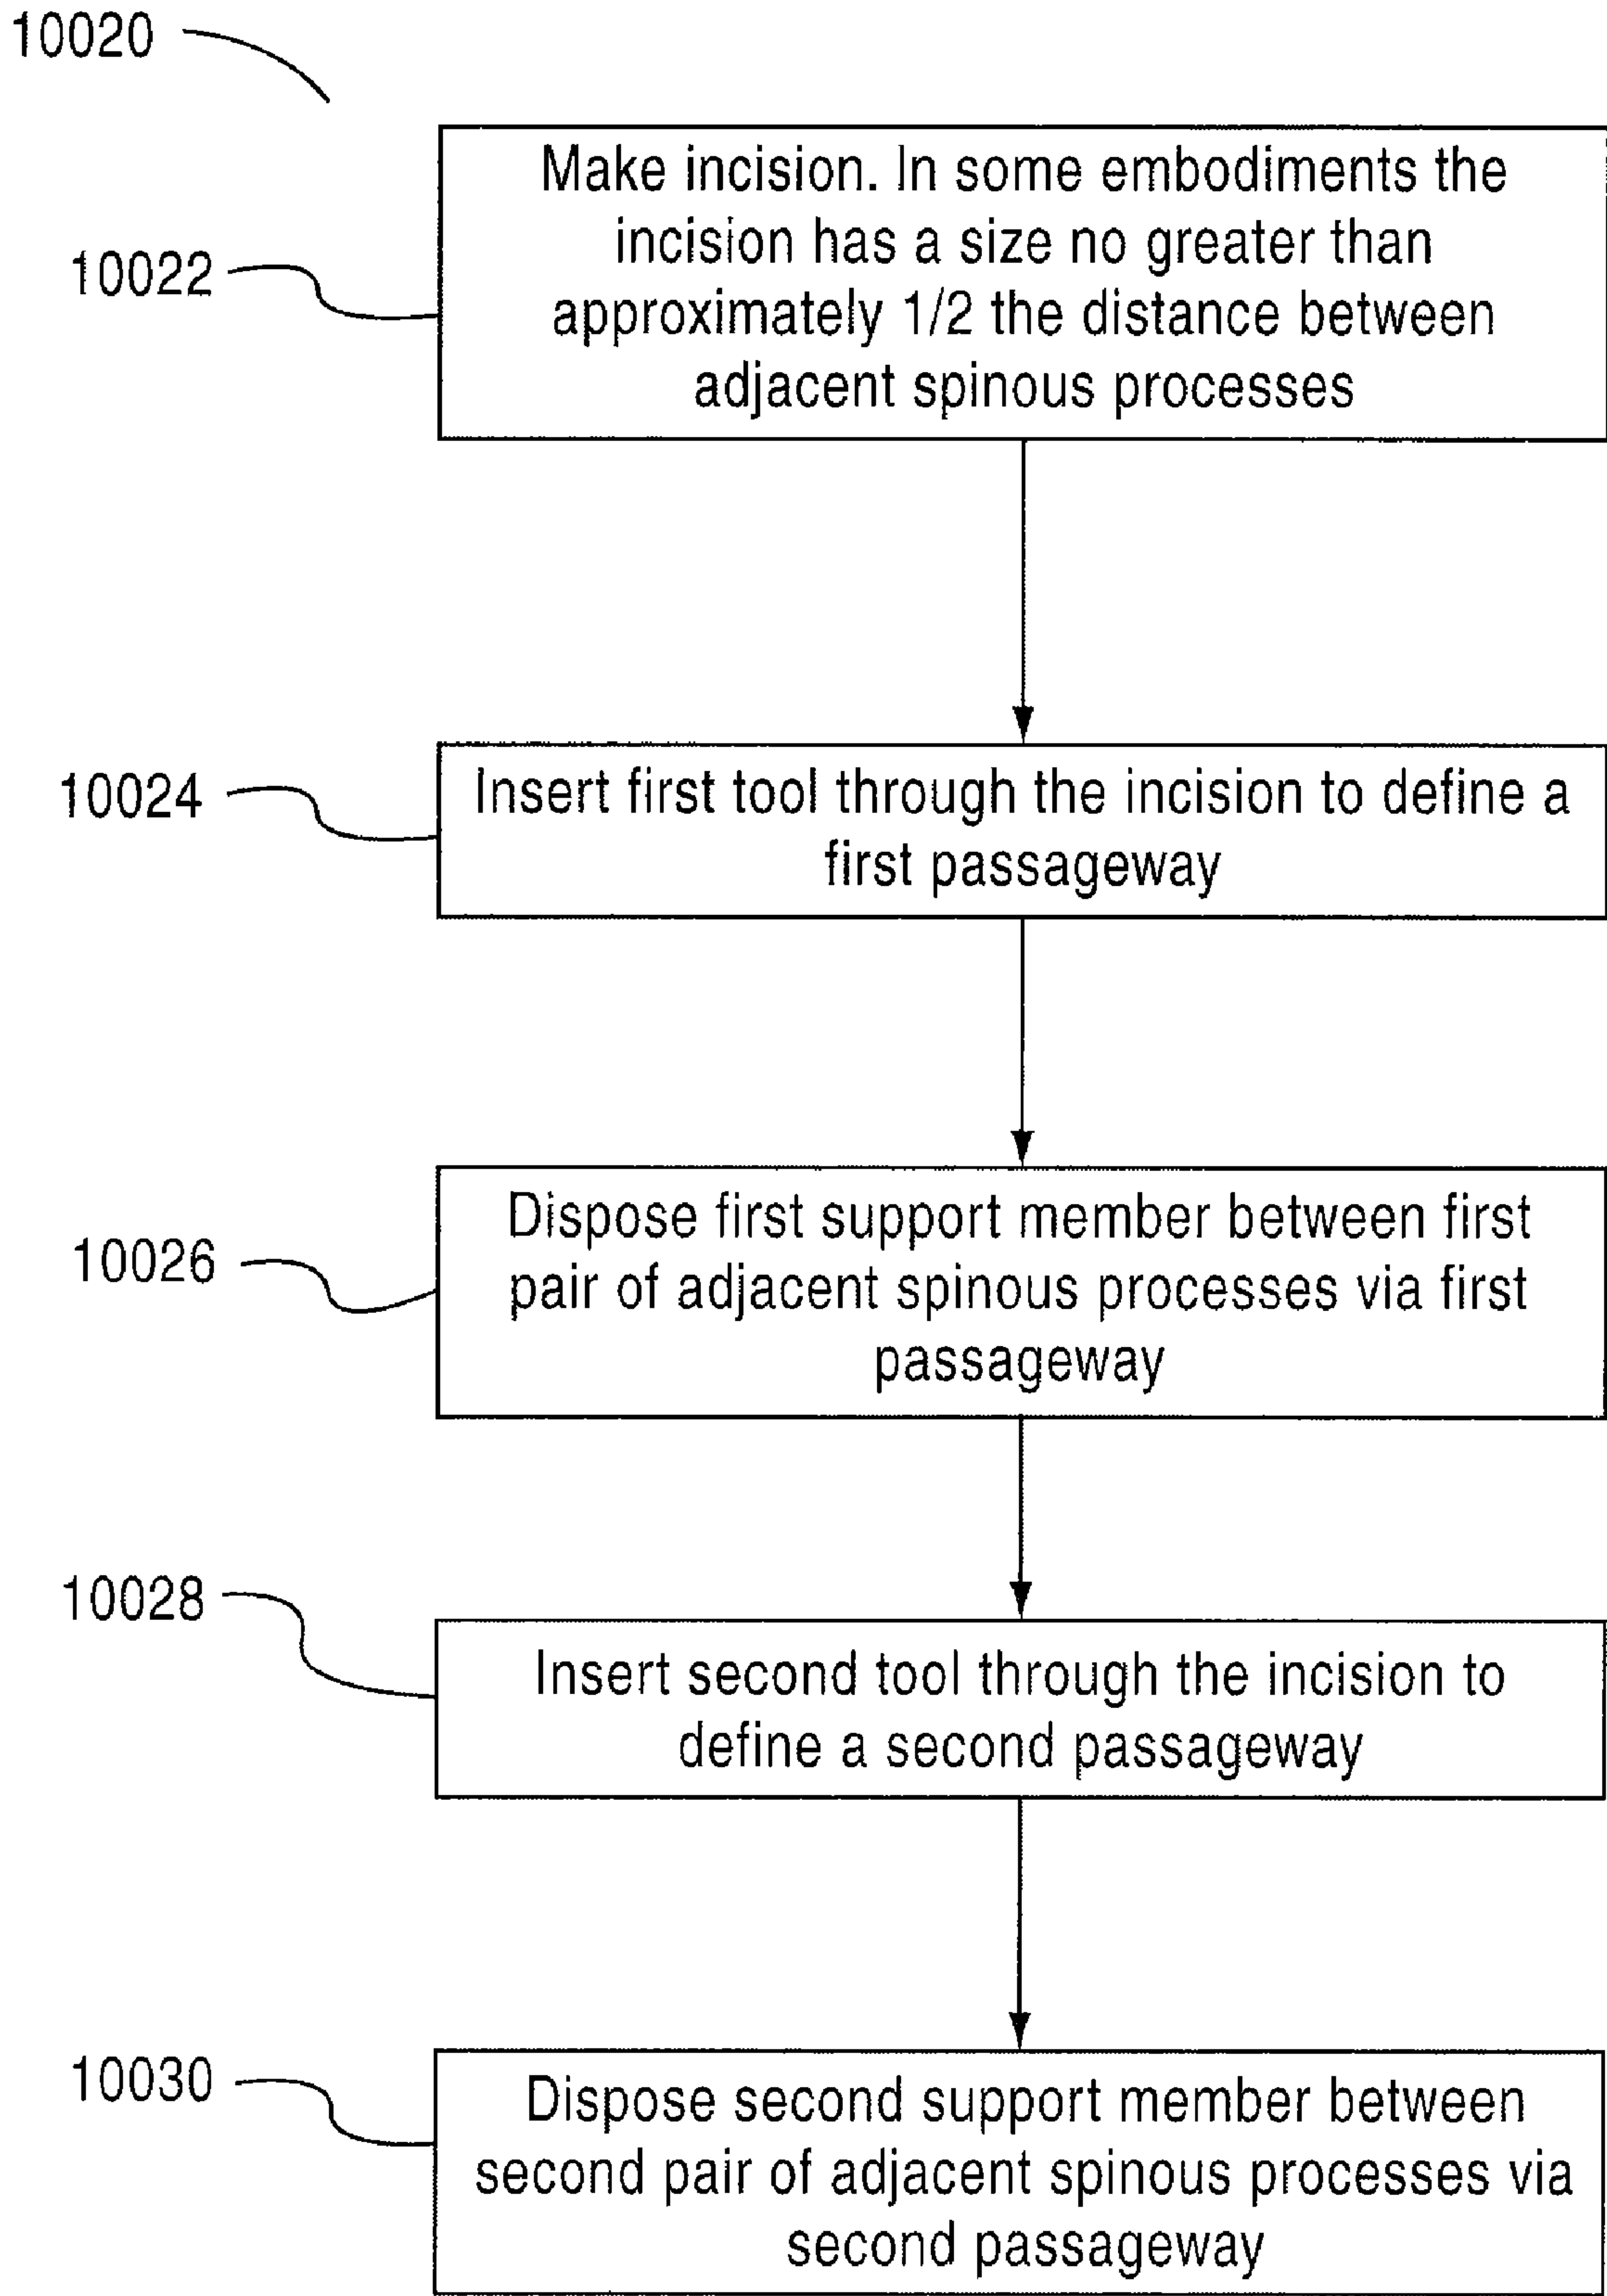 10020
Make incision. In some embodiments the
incision has a size no greater than
approximately 1/2 the distance between
adjacent spinous processes
10022
Insert first tool through the incision to define a
first passageway
10024
Dispose first support member between first
pair of adjacent spinous processes via first
passageway
10026
Insert second tool through the incision to
define a second passageway
10028
Dispose second support member between
second pair of adjacent spinous processes via
second passageway
10030